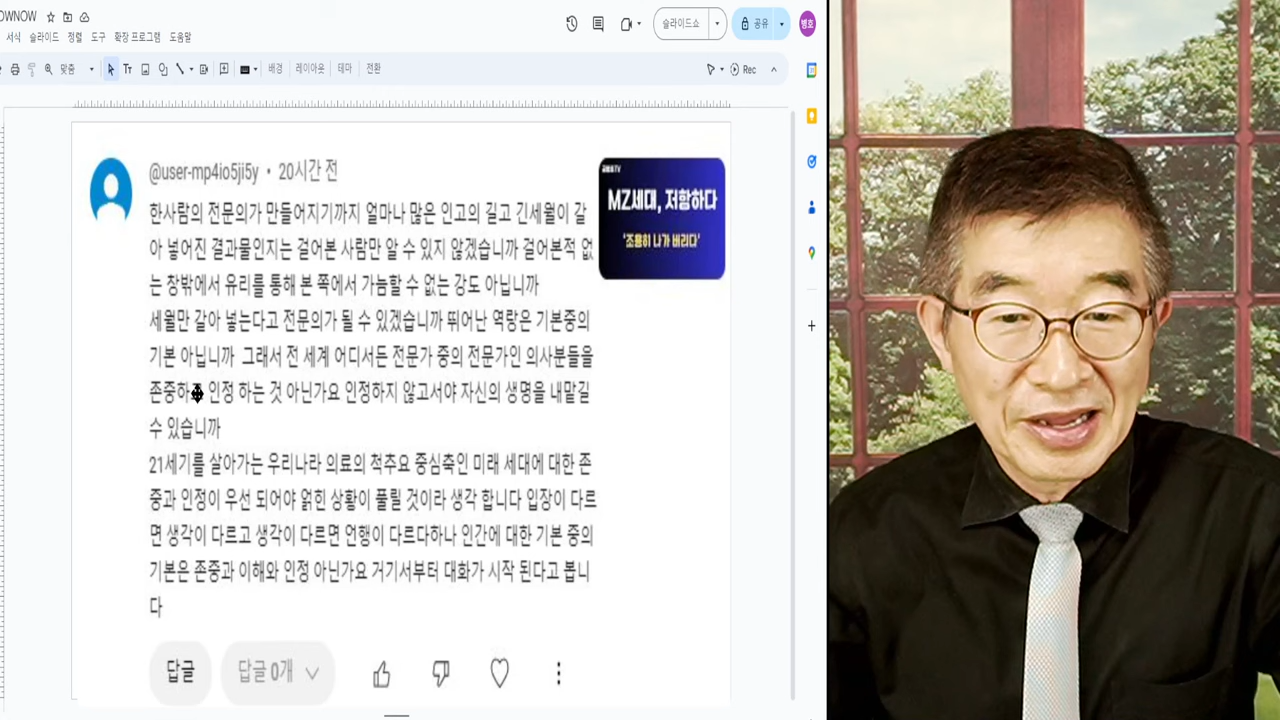 OWNOW
서식 슬라이드 정렬 도구 확장 프로그램 도움말
슬라이드쇼
공유
병호
맞춤
Tт
배경 레이아웃 테마 전환
Rec
@user-mp4io5ji5y • 20시간 전
한사람의 전문의가 만들어지기까지 얼마나 많은 인고의 길고 긴세월이 갈
아 넣어진 결과물인지는 걸어본 사람만 알 수 있지 않겠습니까 걸어본적 없
는 창밖에서 유리를 통해 본 쪽에서 가늠할 수 없는 강도 아닙니까
세월만 갈아 넣는다고 전문의가 될 수 있겠습니까 뛰어난 역량은 기본중의
기본 아닙니까 그래서 전 세계 어디서든 전문가 중의 전문가인 의사분들을
존중하 인정 하는 것 아닌가요 인정하지 않고서야 자신의 생명을 내맡길
수 있습니까
21세기를 살아가는 우리나라 의료의 척추요 중심축인 미래 세대에 대한 존
중과 인정이 우선 되어야 얽힌 상황이 풀릴 것이라 생각 합니다 입장이 다르
면 생각이 다르고 생각이 다르면 언행이 다르다하나 인간에 대한 기본 중의
기본은 존중과 이해와 인정 아닌가요 거기서부터 대화가 시작 된다고 봅니
다
공병호TV
MZ세대, 저항하다
'조용히 나가 버리다'
답글
답글 0개